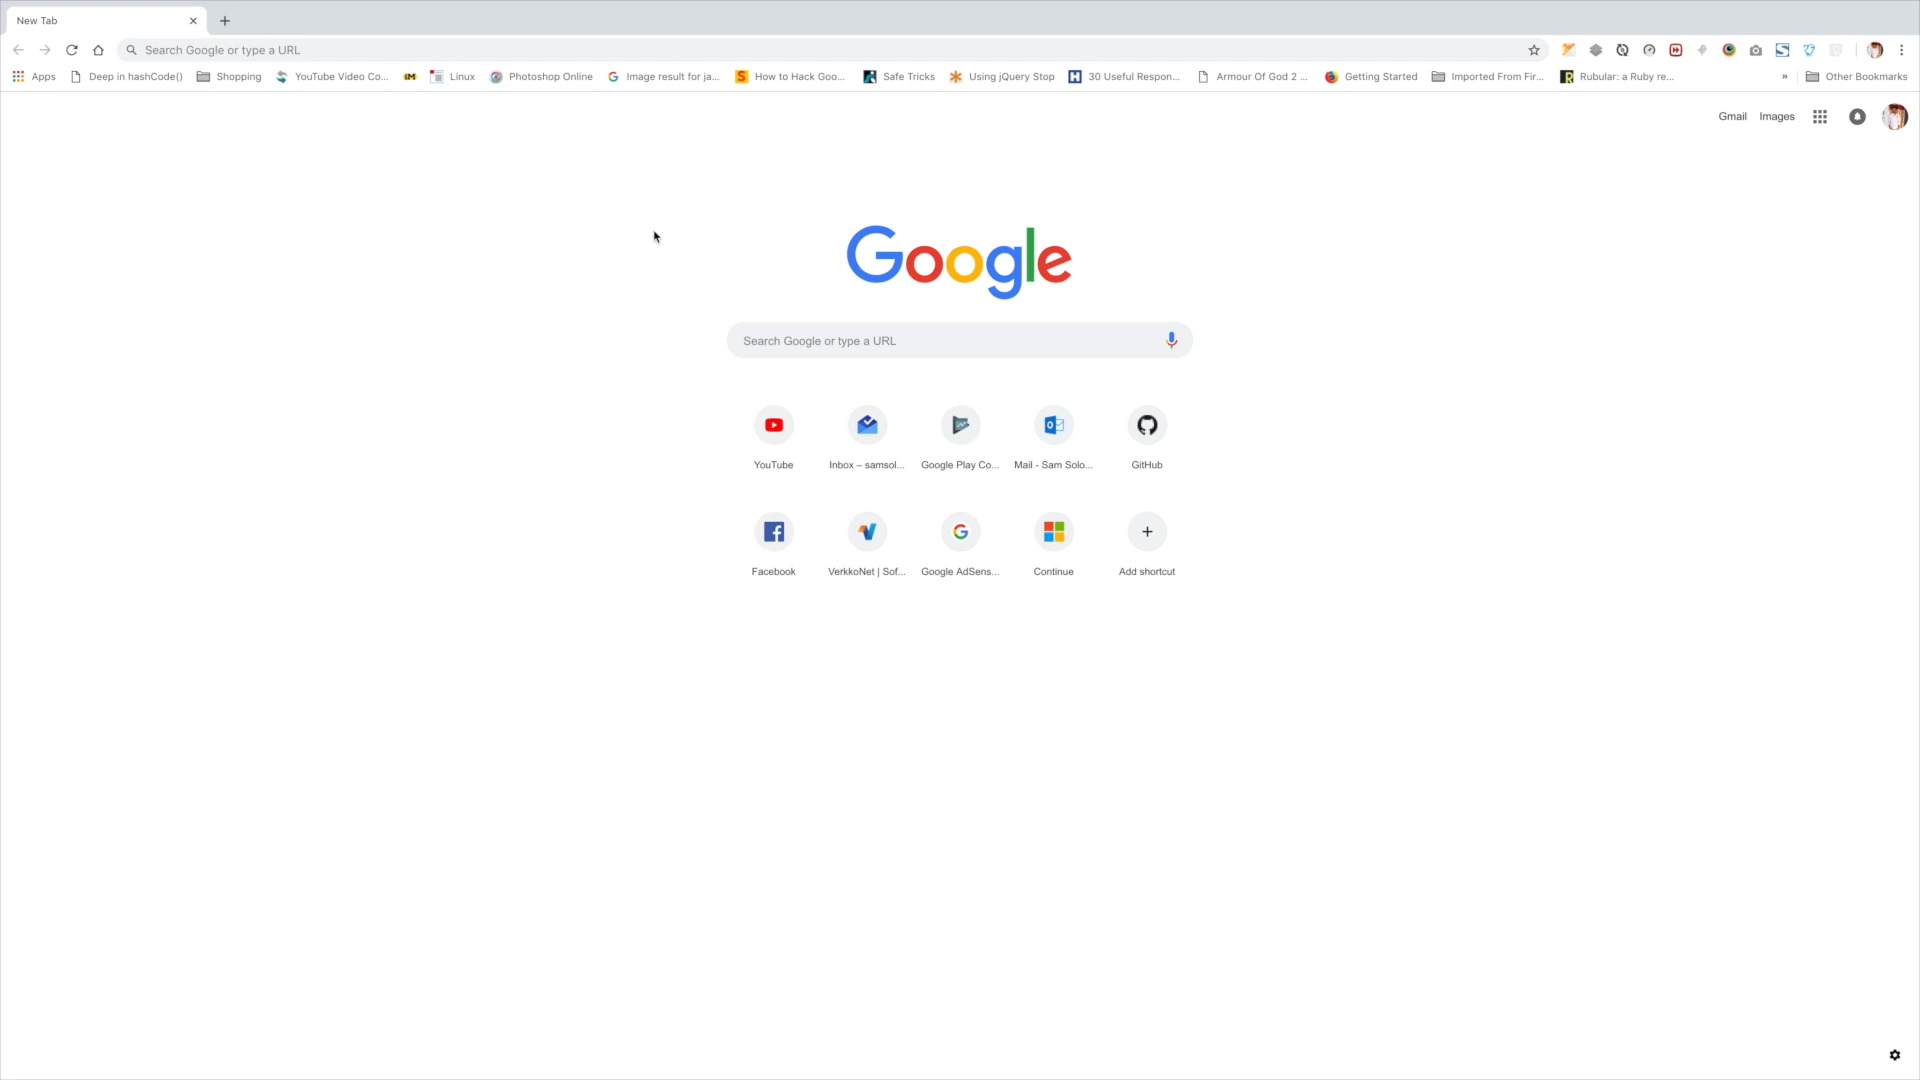 New Tab
Search Google or type a URL
Apps Deep in hashCode() Shopping YouTube Video Co... Linux Photoshop Online Image result for ja... How to Hack Goo... Safe Tricks Using jQuery Stop 30 Useful Respon... Armour Of God 2 ... Getting Started Imported From Fir... Rubular: a Ruby re... » Other Bookmarks
Gmail Images
Google
Search Google or type a URL
YouTube Inbox – samsol... Google Play Co... Mail - Sam Solo... GitHub
Facebook VerkkoNet | Sof... Google AdSens... Continue Add shortcut